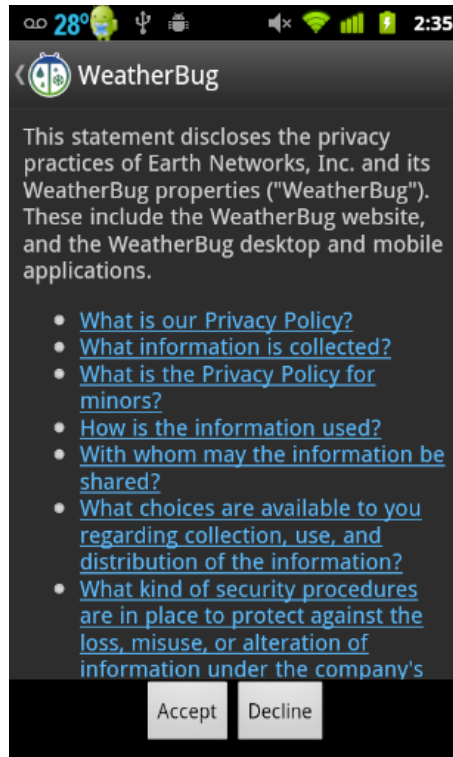 28° 2:35
WeatherBug
This statement discloses the privacy
practices of Earth Networks, Inc. and its
WeatherBug properties ("WeatherBug").
These include the WeatherBug website,
and the WeatherBug desktop and mobile
applications.
What is our Privacy Policy?
What information is collected?
What is the Privacy Policy for
minors?
How is the information used?
With whom may the information be
shared?
What choices are available to you
regarding collection, use, and
distribution of the information?
What kind of security procedures
are in place to protect against the
loss, misuse, or alteration of
information under the company's
Accept Decline